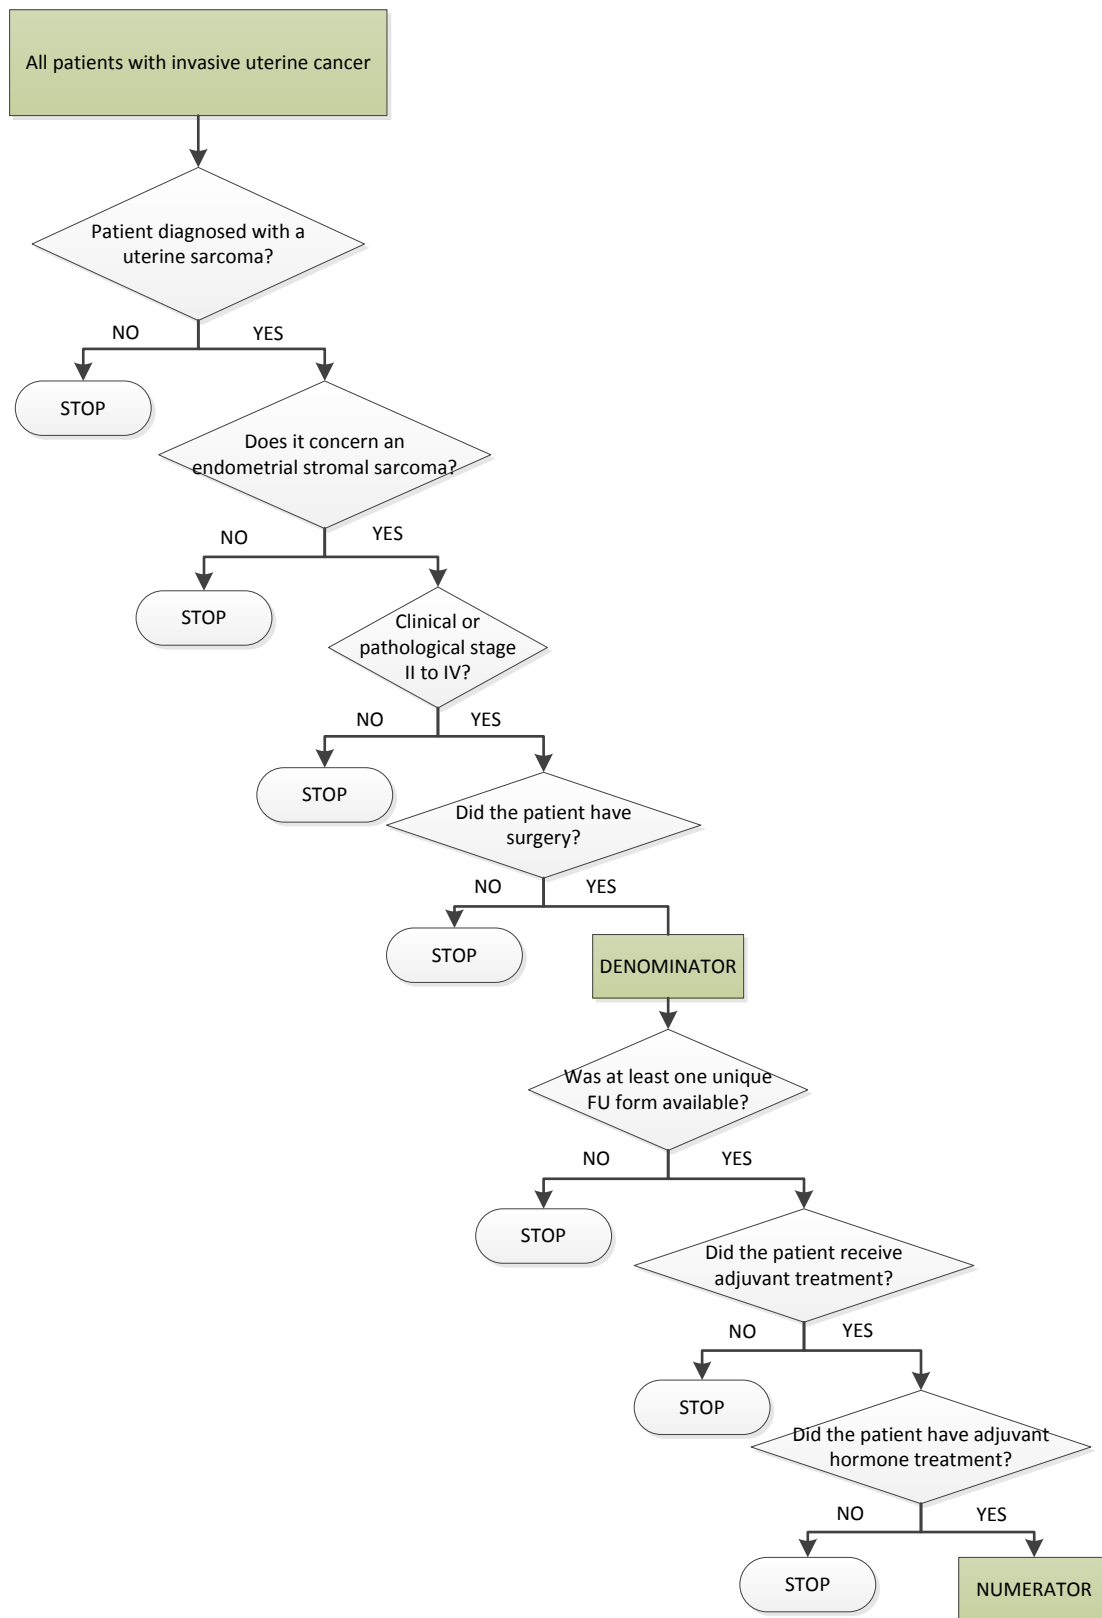 All patients with invasive uterine cancer
Patient diagnosed with a
uterine sarcoma?
NO
YES
STOP
Does it concern an
endometrial stromal sarcoma?
NO
YES
STOP
Clinical or
pathological stage
II to IV?
NO
YES
STOP
Did the patient have
surgery?
NO
YES
STOP
DENOMINATOR
Was at least one unique
FU form available?
NO
YES
STOP
Did the patient receive
adjuvant treatment?
NO
YES
STOP
Did the patient have adjuvant
hormone treatment?
NO
YES
STOP
NUMERATOR